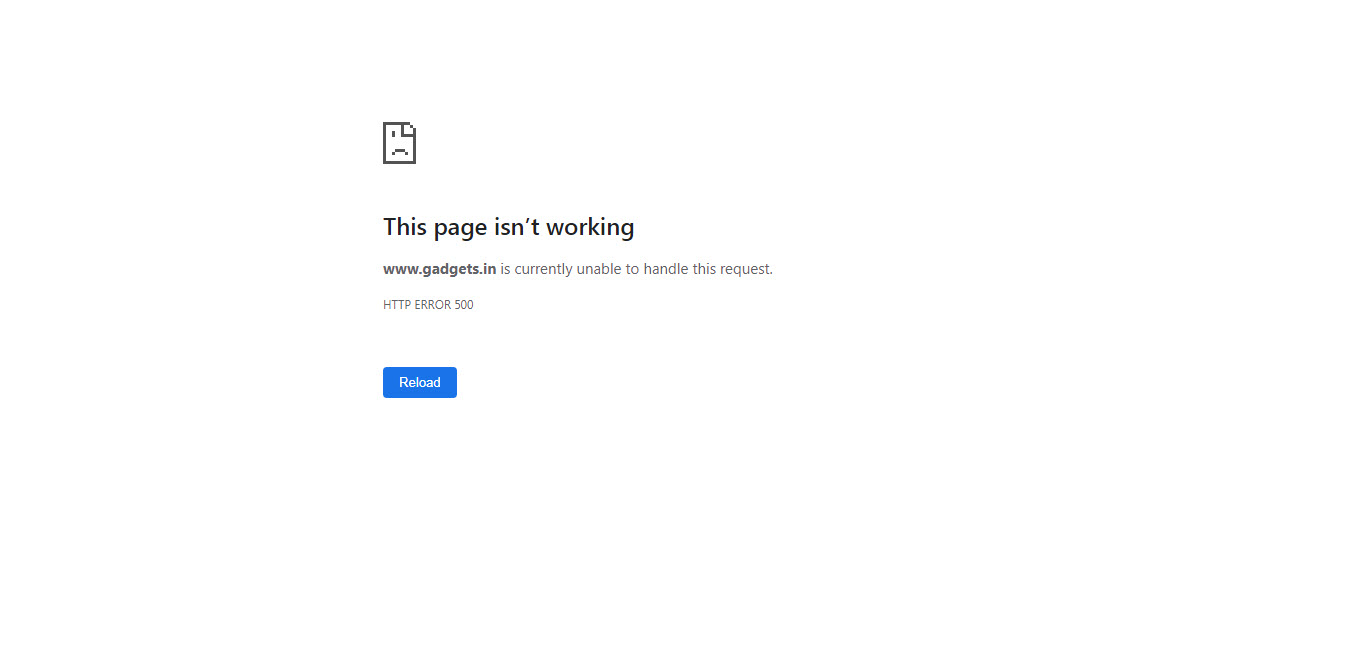 This page isn’t working
www.gadgets.in is currently unable to handle this request.
HTTP ERROR 500
Reload